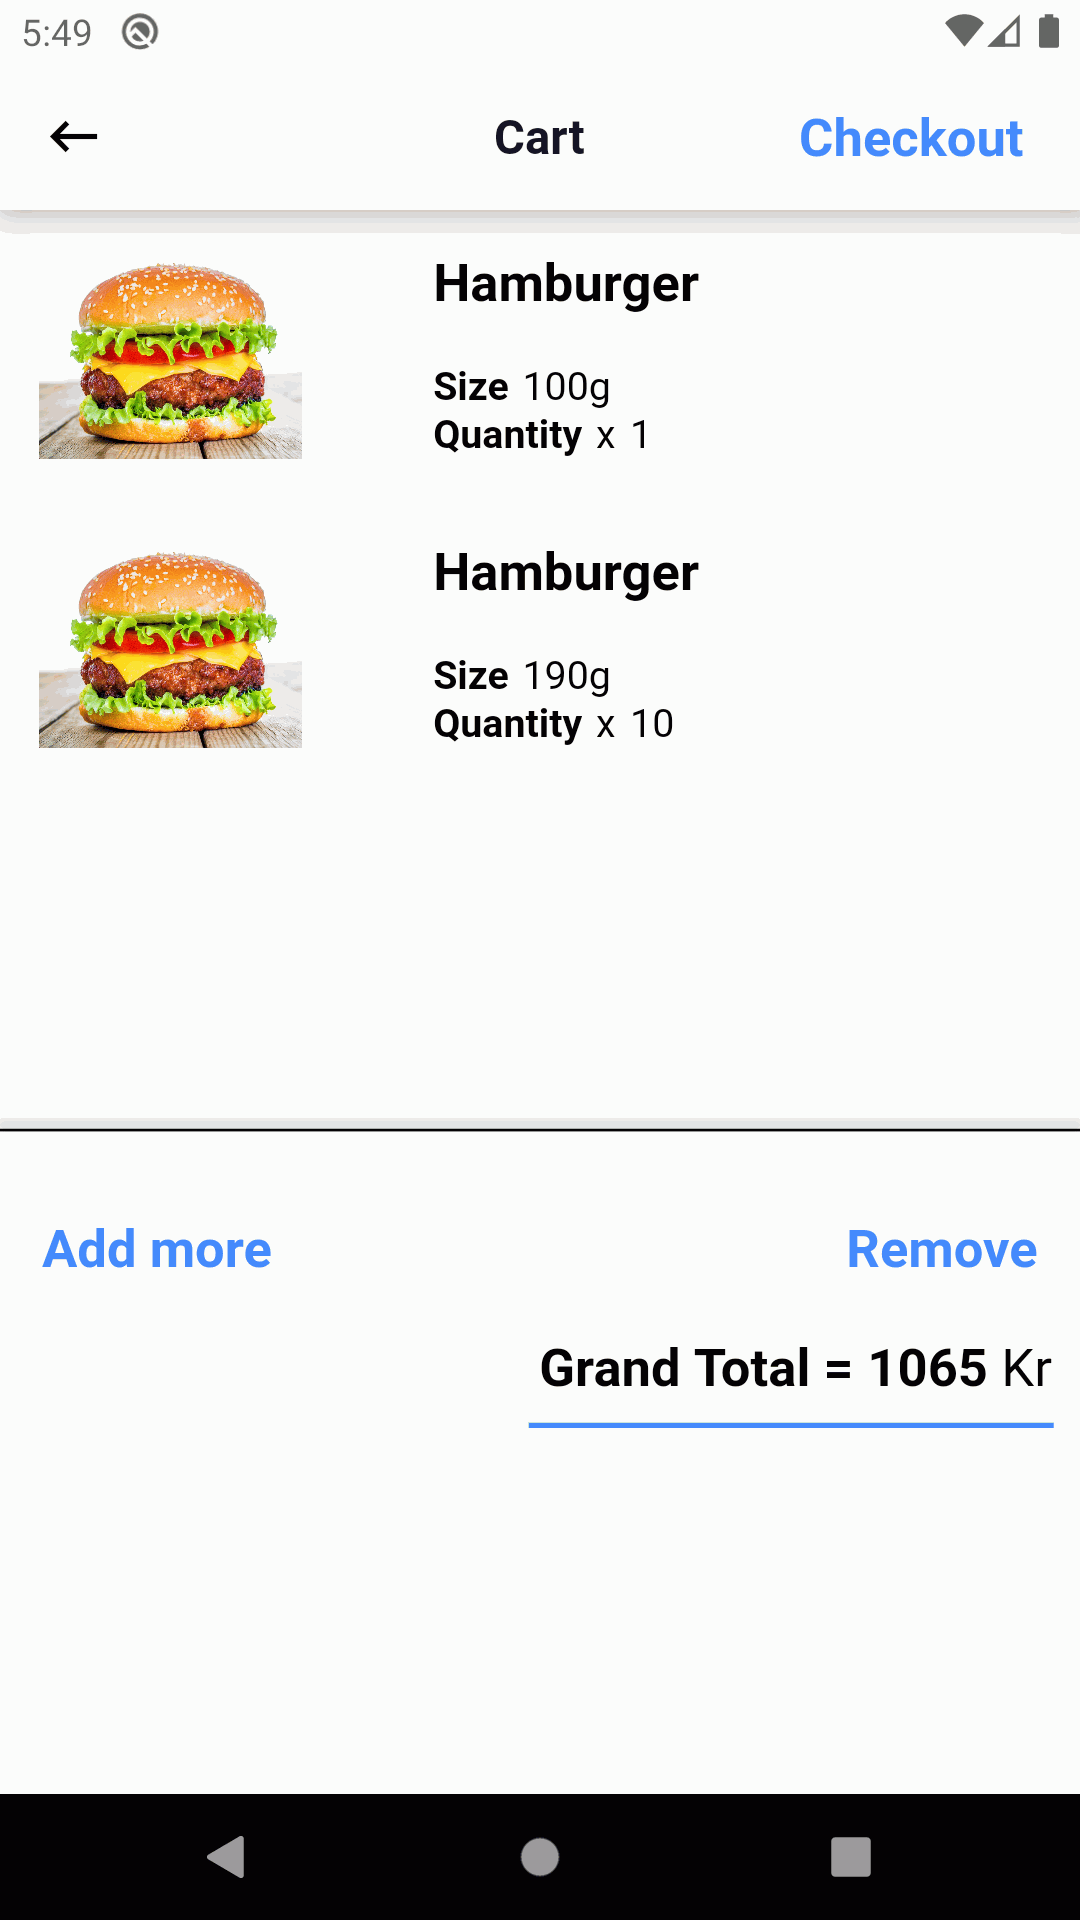 5:49
Cart
Checkout
Hamburger
Size 100g
Quantity x 1
Hamburger
Size 190g
Quantity x 10
Add more
Remove
Grand Total = 1065 Kr